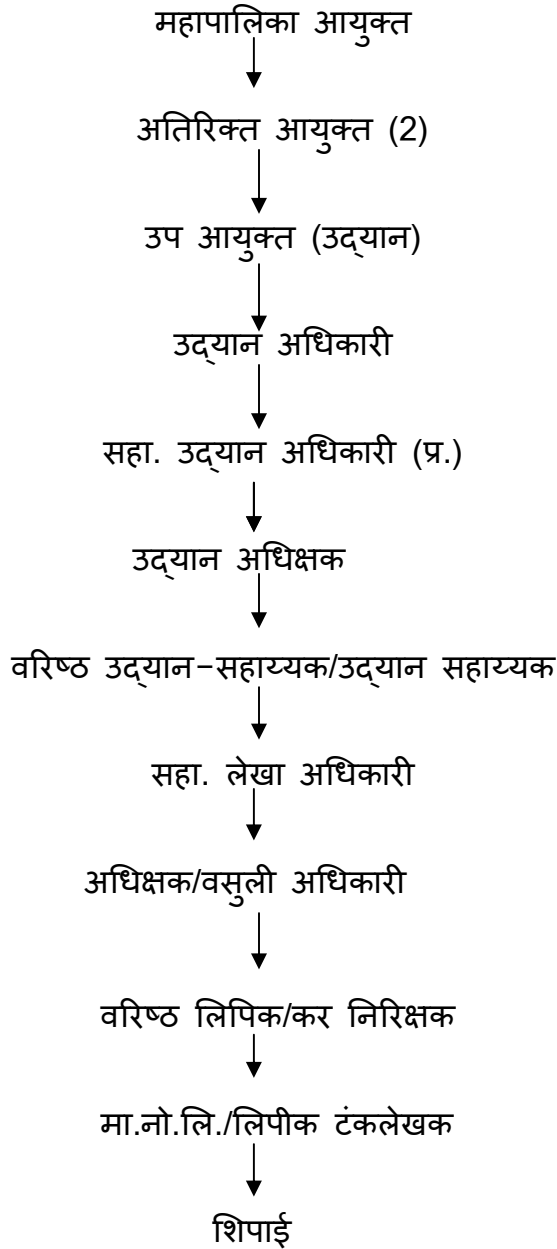 महापालिका आयुक्त
अतिरिक्त आयुक्त (2)
उप आयुक्त (उद्यान)
उद्यान अधिकारी
सहा. उद्यान अधिकारी (प्र.)
उद्यान अधिक्षक
वरिष्ठ उद्यान-सहाय्यक/उद्यान सहाय्यक
सहा. लेखा अधिकारी
अधिक्षक/वसुली अधिकारी
वरिष्ठ लिपिक/कर निरिक्षक
मा.नो.लि./लिपीक टंकलेखक
शिपाई